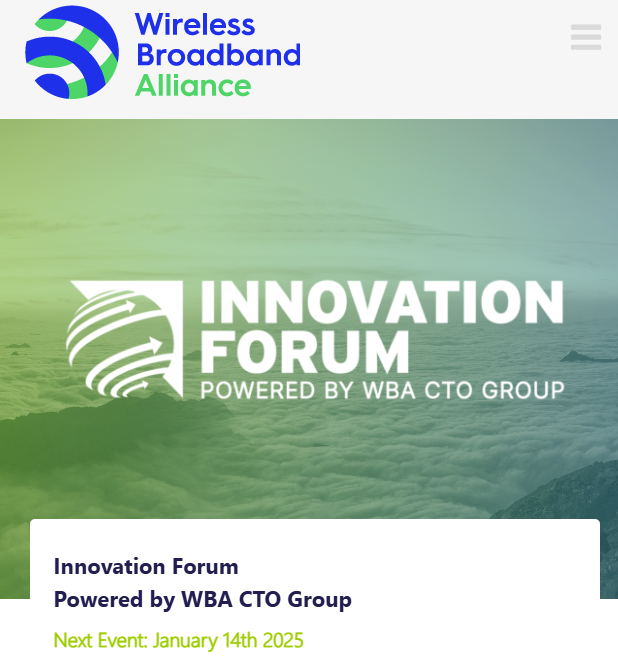 Wireless
Broadband
Alliance
INNOVATION
FORUM
POWERED BY WBA CTO GROUP
Innovation Forum
Powered by WBA CTO Group
Next Event: January 14th 2025